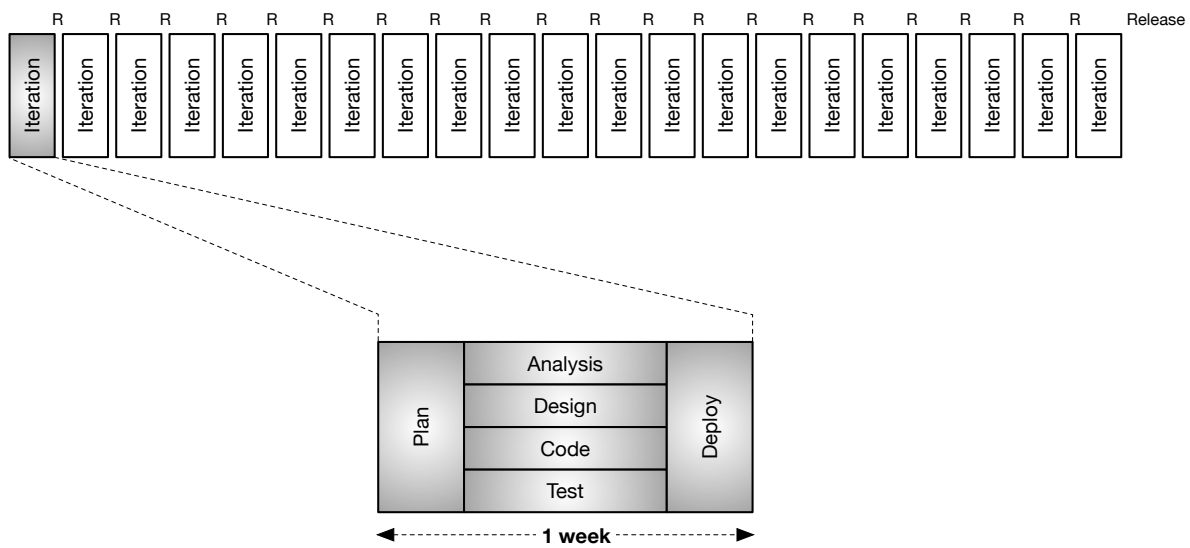 R R R R R R R R R R R R R R R R R R R R Release
Iteration Iteration Iteration Iteration Iteration Iteration Iteration Iteration Iteration Iteration Iteration Iteration Iteration Iteration Iteration Iteration Iteration Iteration Iteration Iteration Iteration
Plan
Analysis
Design
Code
Test
Deploy
1 week